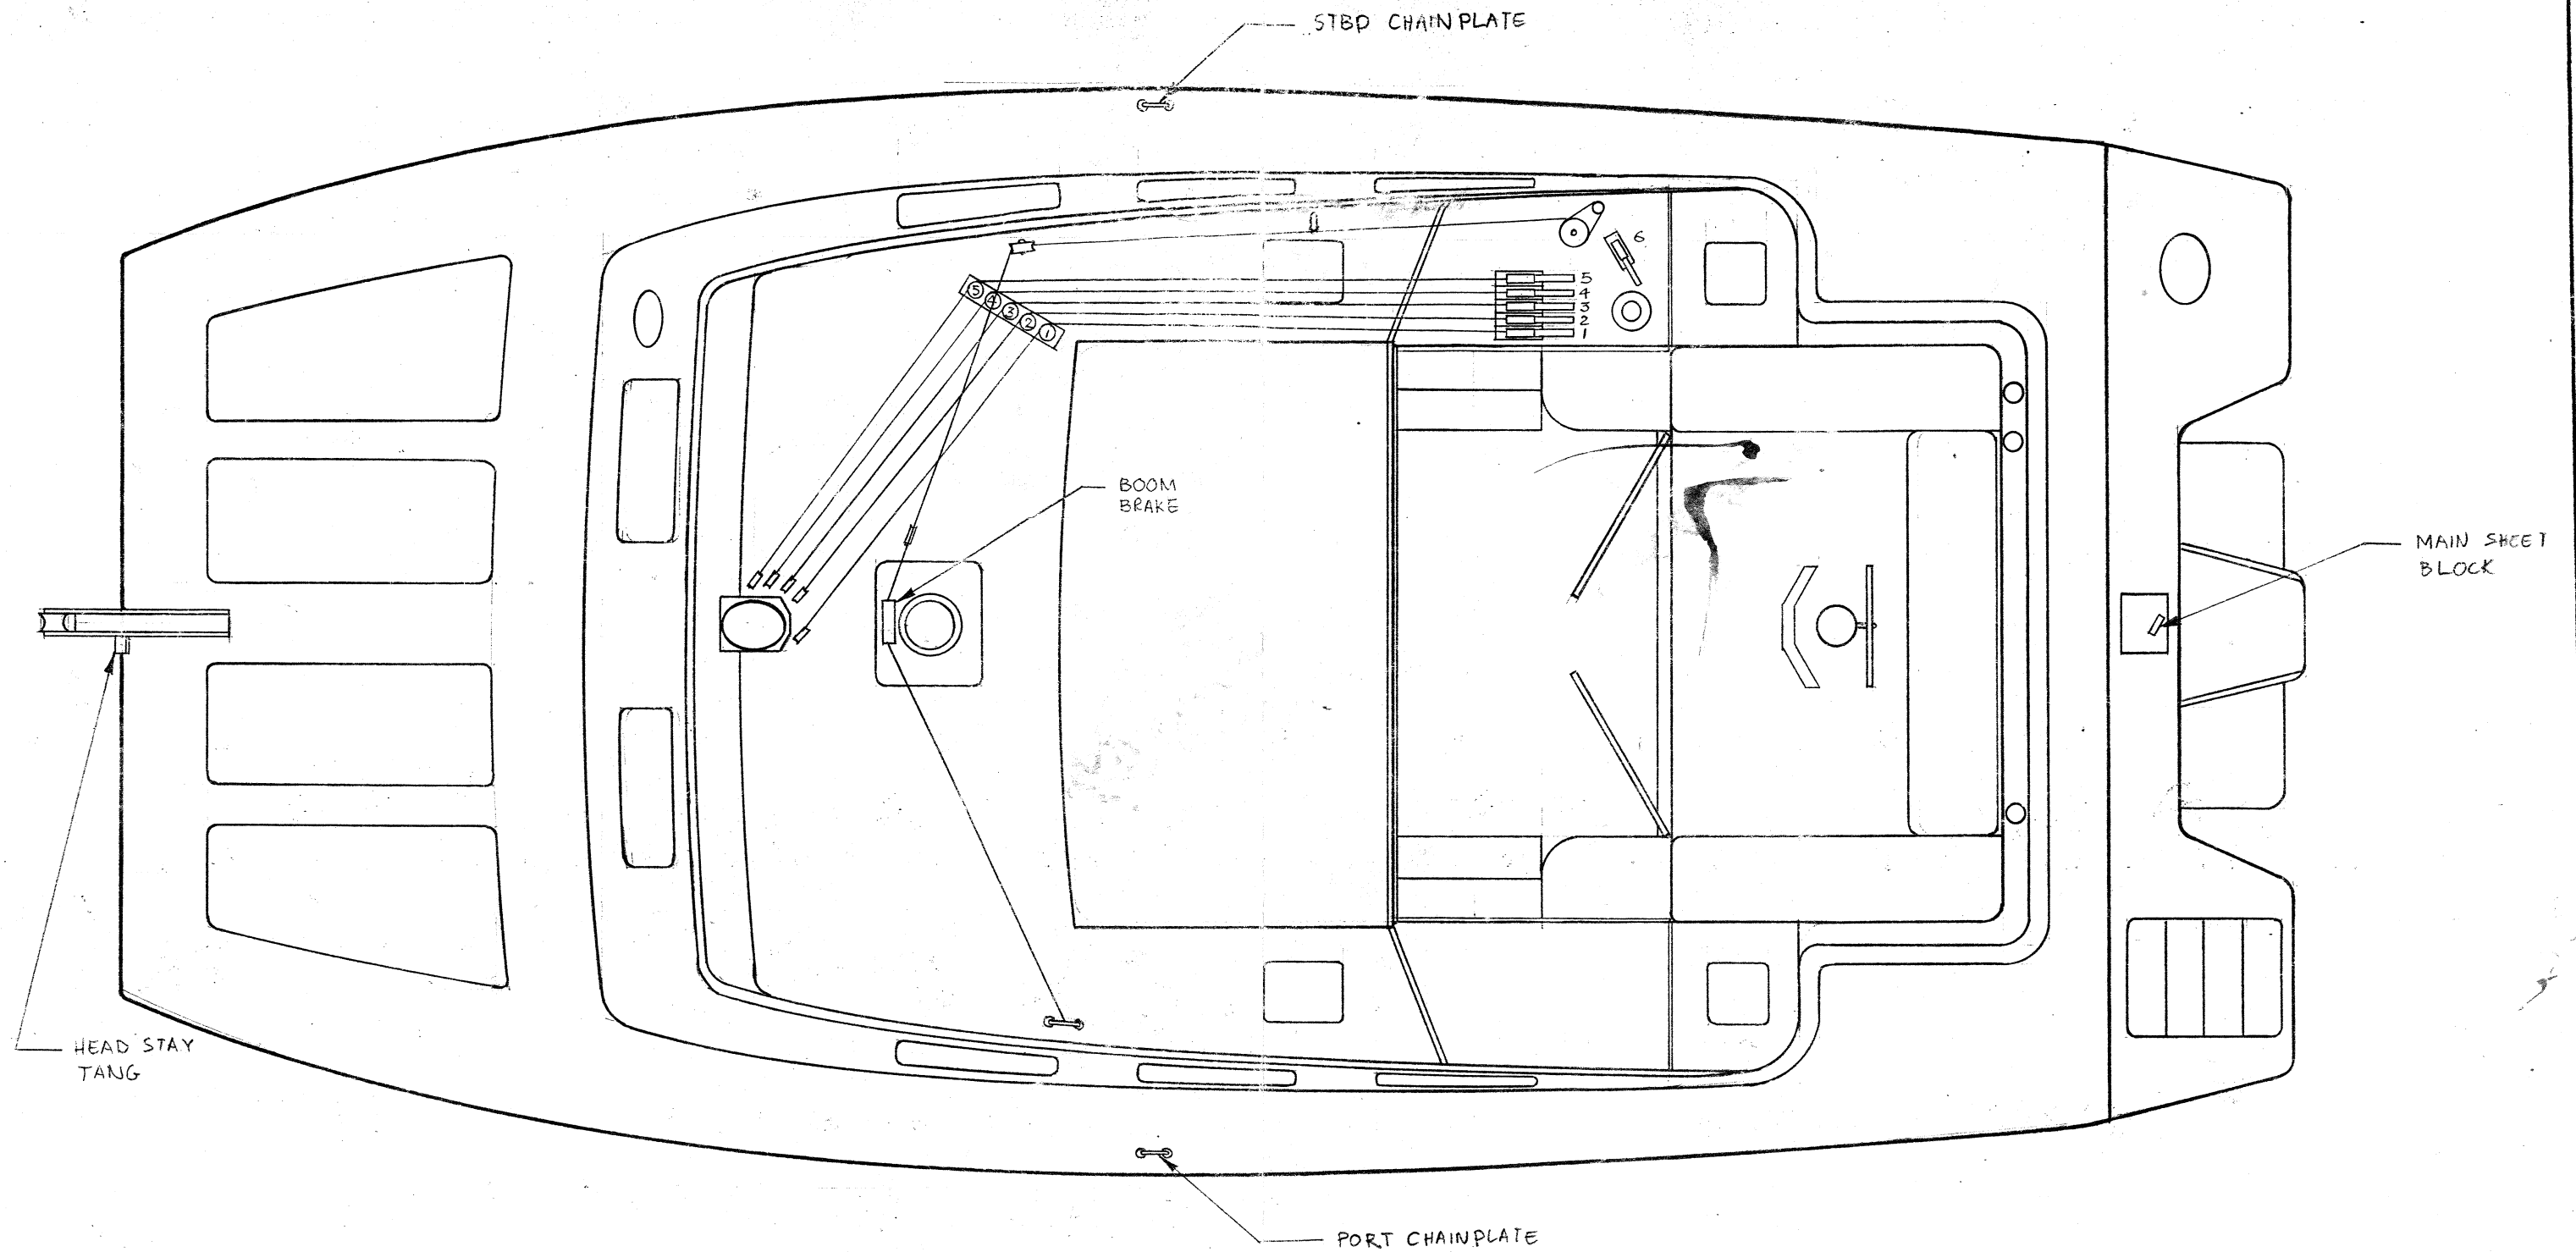 STBD CHAINPLATE
6
5
4
3
2
1
5
4
3
2
1
BOOM
BRAKE
MAIN SHEET
BLOCK
HEAD STAY
TANG
PORT CHAINPLATE